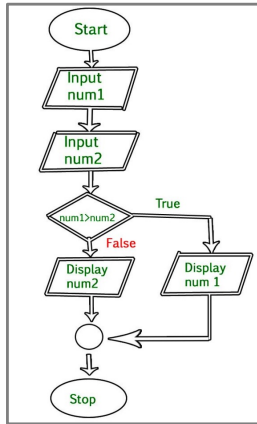 Start
Input
num1
Input
num2
num1>num2
True
False
Display
num2
Display
num 1
Stop